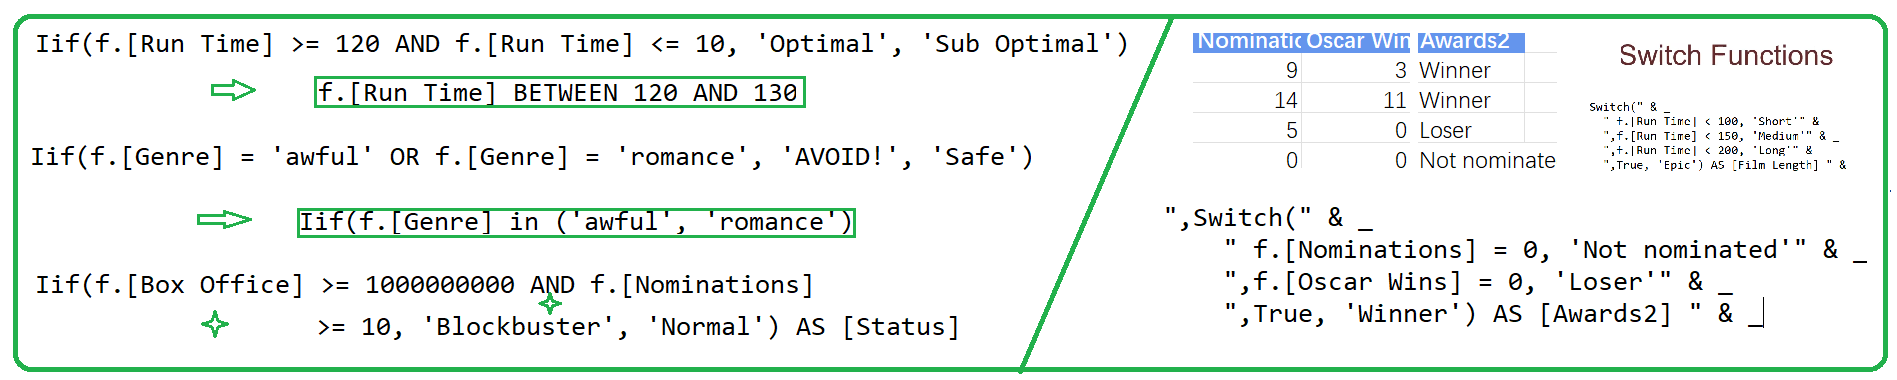 Iif(f.[Run Time] >= 120 AND f.[Run Time] <= 10, 'Optimal', 'Sub Optimal')
f.[Run Time] BETWEEN 120 AND 130
Iif(f.[Genre] = 'awful' OR f.[Genre] = 'romance', 'AVOID!', 'Safe')
Iif(f.[Genre] in ('awful', 'romance')
Iif(f.[Box Office] >= 1000000000 AND f.[Nominations]
>= 10, 'Blockbuster', 'Normal') AS [Status]
Nominatic Oscar Win Awards2
9 3 Winner
14 11 Winner
5 0 Loser
0 0 Not nominate
Switch Functions
Switch(" & _
" f.[Run Time] < 100, 'Short'" &
",f.[Run Time] < 150, 'Medium'" & _
",f.[Run Time] < 200, 'Long'" &
",True, 'Epic') AS [Film Length] " &
",Switch(" & _
" f.[Nominations] = 0, 'Not nominated'" & _
",f.[Oscar Wins] = 0, 'Loser'" & _
",True, 'Winner') AS [Awards2] " & _